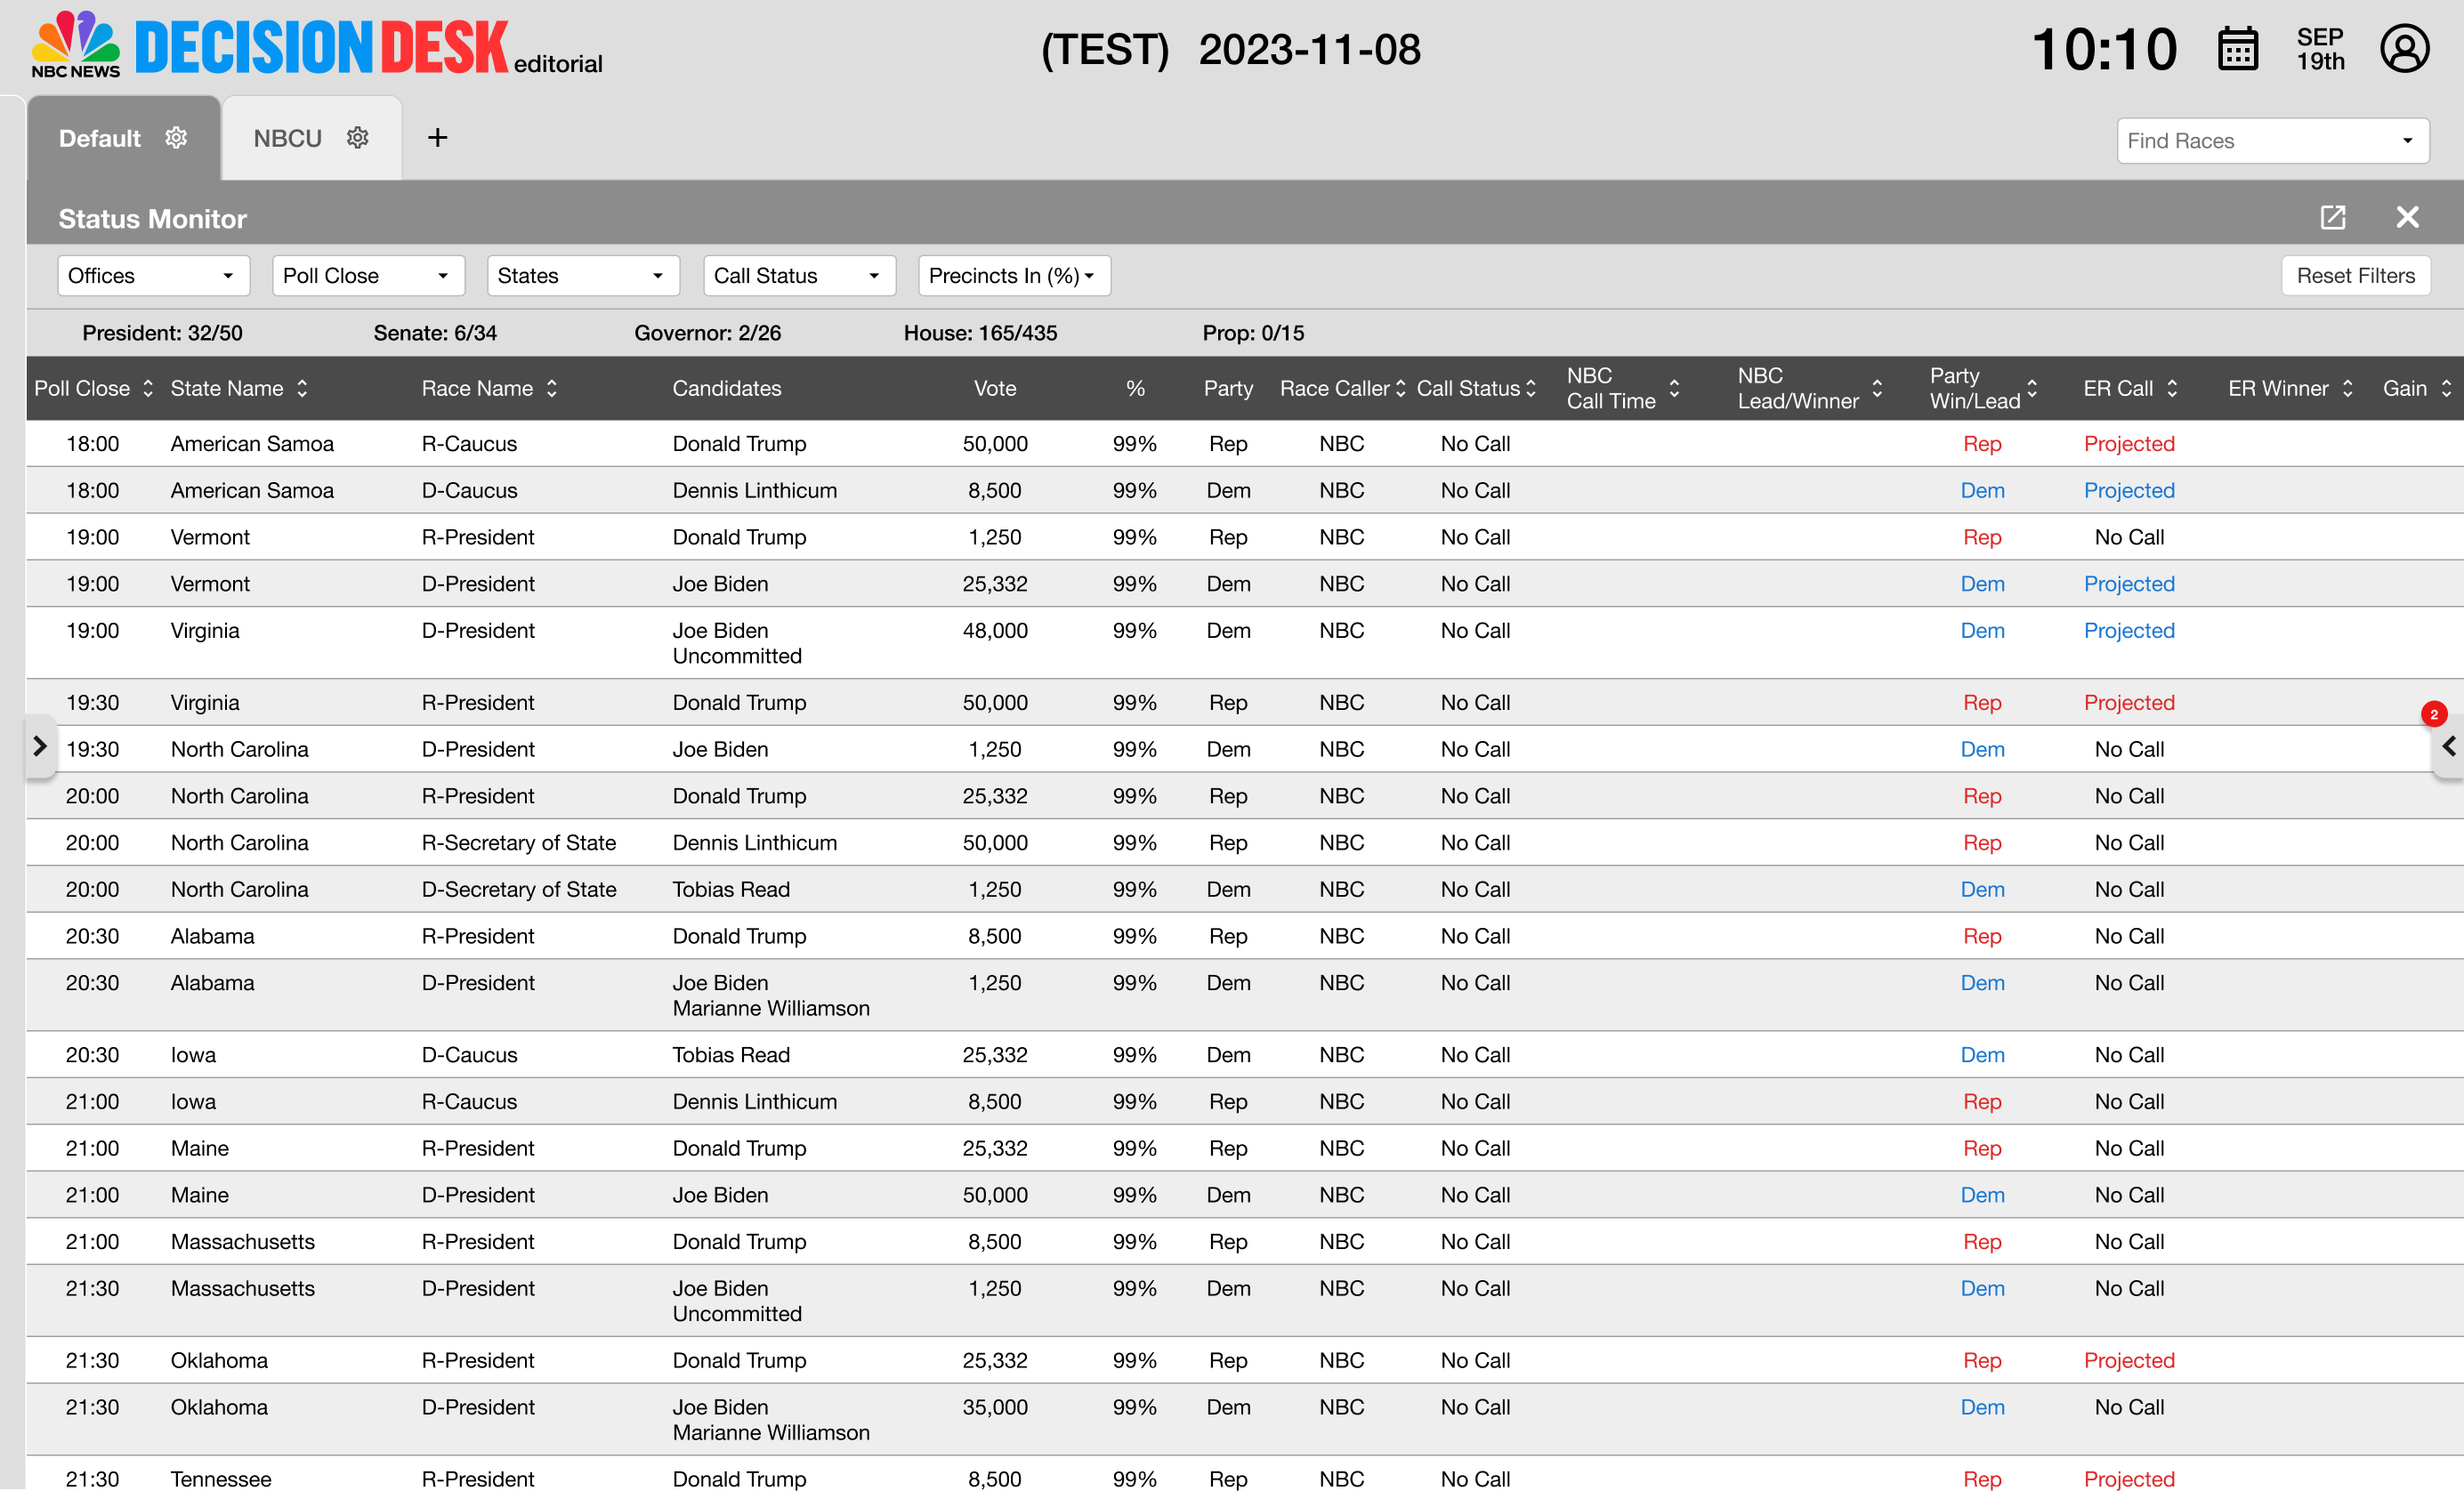 NBC NEWS DECISION DESK editorial
(TEST) 2023-11-08
10:10
SEP
19th
Default
NBCU
+
Find Races
Status Monitor
Offices Poll Close States Call Status Precincts In (%) Reset Filters
President: 32/50 Senate: 6/34 Governor: 2/26 House: 165/435 Prop: 0/15
Poll Close State Name Race Name Candidates Vote % Party Race Caller Call Status NBC Call Time NBC Lead/Winner Party Win/Lead ER Call ER Winner Gain
18:00 American Samoa R-Caucus Donald Trump 50,000 99% Rep NBC No Call Rep Projected
18:00 American Samoa D-Caucus Dennis Linthicum 8,500 99% Dem NBC No Call Dem Projected
19:00 Vermont R-President Donald Trump 1,250 99% Rep NBC No Call Rep No Call
19:00 Vermont D-President Joe Biden 25,332 99% Dem NBC No Call Dem Projected
19:00 Virginia D-President Joe Biden 48,000 99% Dem NBC No Call Dem Projected
Uncommitted
19:30 Virginia R-President Donald Trump 50,000 99% Rep NBC No Call Rep Projected
2
19:30 North Carolina D-President Joe Biden 1,250 99% Dem NBC No Call Dem No Call
20:00 North Carolina R-President Donald Trump 25,332 99% Rep NBC No Call Rep No Call
20:00 North Carolina R-Secretary of State Dennis Linthicum 50,000 99% Rep NBC No Call Rep No Call
20:00 North Carolina D-Secretary of State Tobias Read 1,250 99% Dem NBC No Call Dem No Call
20:30 Alabama R-President Donald Trump 8,500 99% Rep NBC No Call Rep No Call
20:30 Alabama D-President Joe Biden 1,250 99% Dem NBC No Call Dem No Call
Marianne Williamson
20:30 Iowa D-Caucus Tobias Read 25,332 99% Dem NBC No Call Dem No Call
21:00 Iowa R-Caucus Dennis Linthicum 8,500 99% Rep NBC No Call Rep No Call
21:00 Maine R-President Donald Trump 25,332 99% Rep NBC No Call Rep No Call
21:00 Maine D-President Joe Biden 50,000 99% Dem NBC No Call Dem No Call
21:00 Massachusetts R-President Donald Trump 8,500 99% Rep NBC No Call Rep No Call
21:30 Massachusetts D-President Joe Biden 1,250 99% Dem NBC No Call Dem No Call
Uncommitted
21:30 Oklahoma R-President Donald Trump 25,332 99% Rep NBC No Call Rep Projected
21:30 Oklahoma D-President Joe Biden 35,000 99% Dem NBC No Call Dem No Call
Marianne Williamson
21:30 Tennessee R-President Donald Trump 8,500 99% Rep NBC No Call Rep Projected